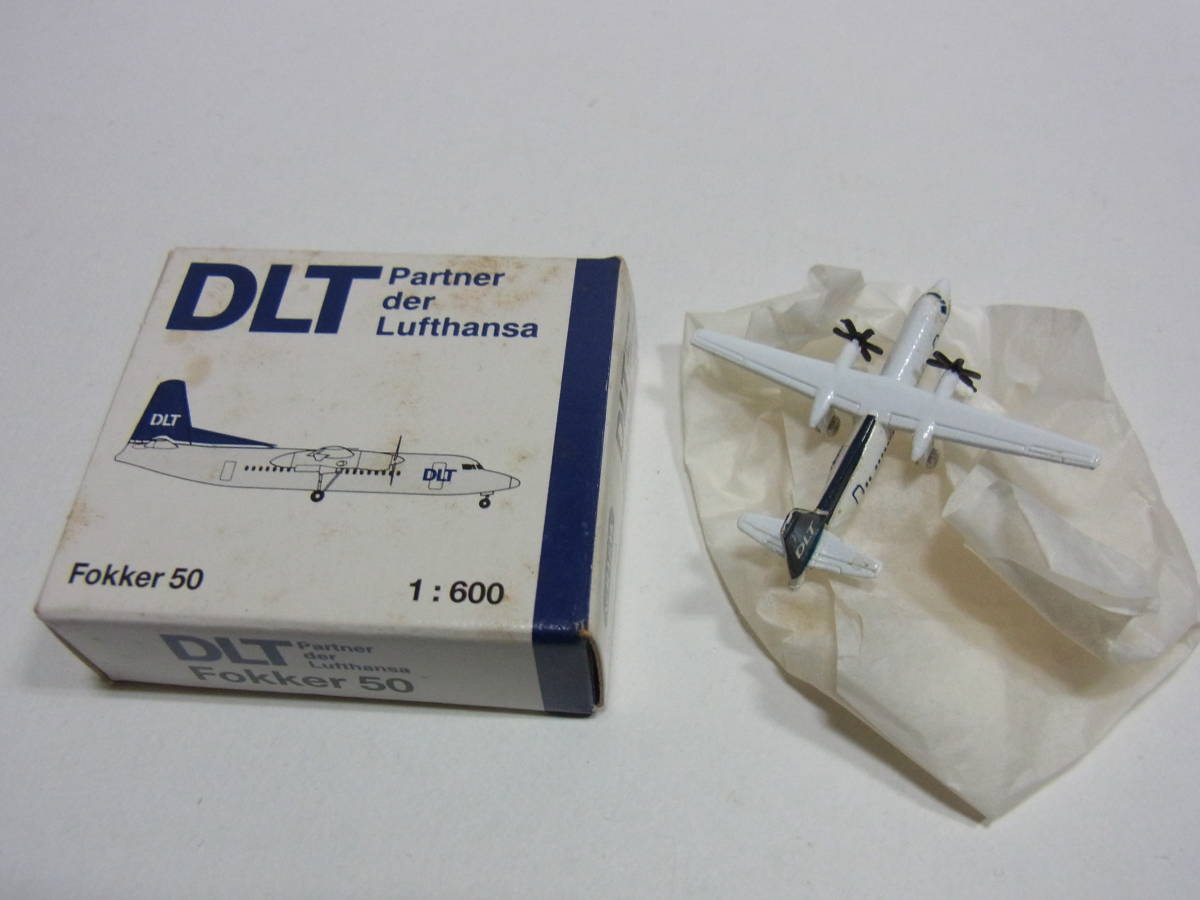 DLT
Partner
der
Lufthansa
DLT
DLT
Fokker 50
1 : 600
DLT
Partner
der
Lufthansa
Fokker 50
DLT